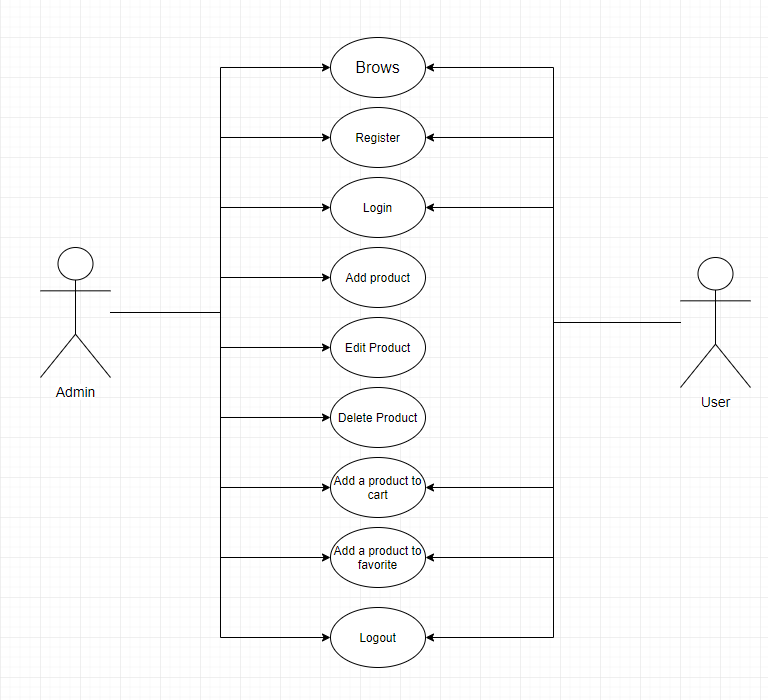 Brows
Register
Login
Add product
Edit Product
Delete Product
Add a product to
cart
Add a product to
favorite
Logout
Admin
User